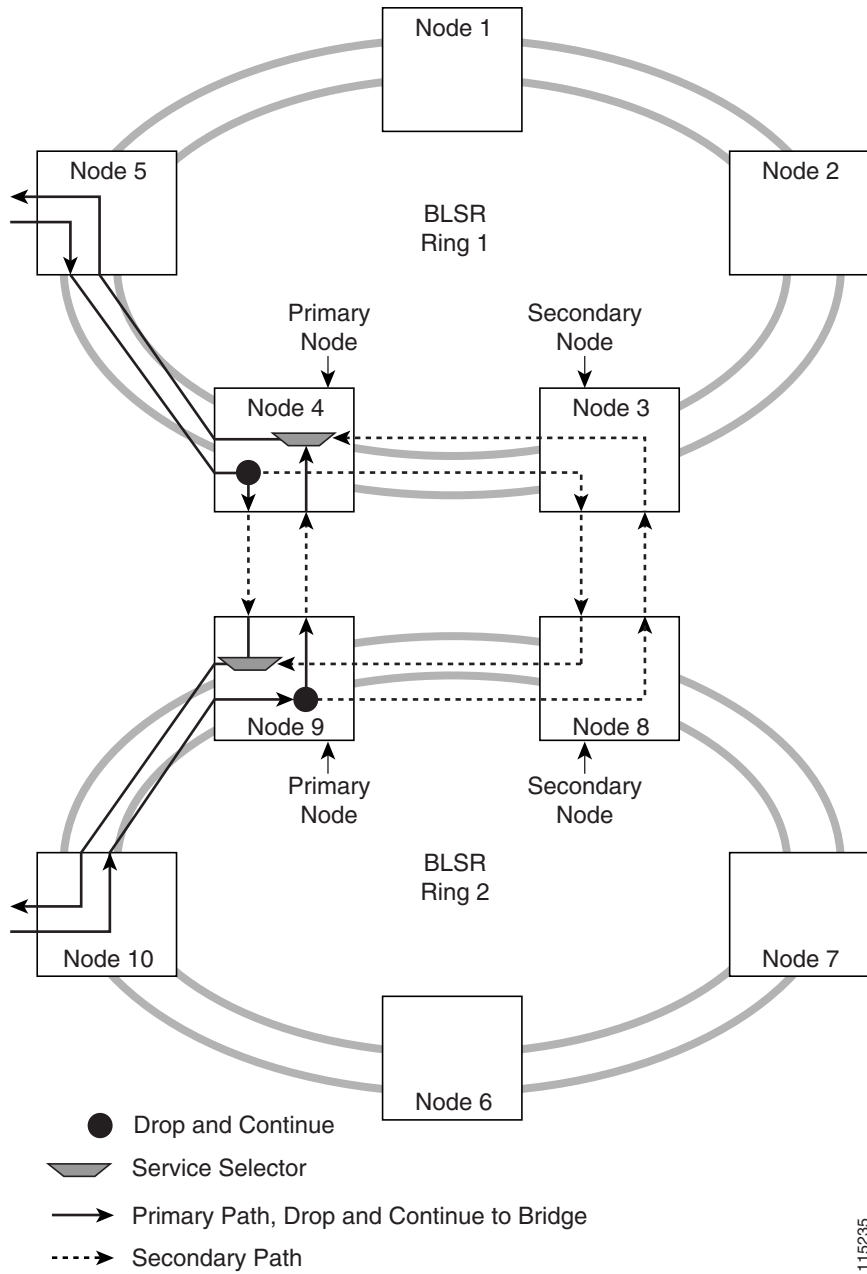 Node 1
Node 5
Node 2
BLSR
Ring 1
Primary
Node
Secondary
Node
Node 4
Node 3
Node 9
Node 8
Primary
Node
Secondary
Node
BLSR
Ring 2
Node 10
Node 7
Node 6
Drop and Continue
Service Selector
Primary Path, Drop and Continue to Bridge
Secondary Path
115235